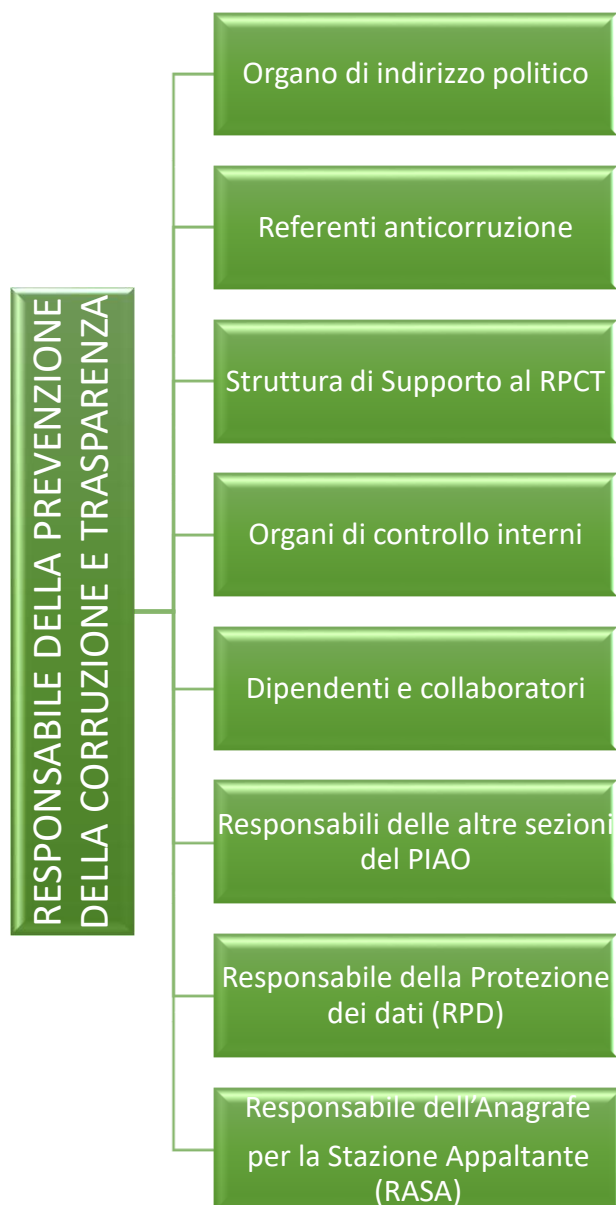 RESPONSABILE DELLA PREVENZIONE
DELLA CORRUZIONE E TRASPARENZA
Organo di indirizzo politico
Referenti anticorruzione
Struttura di Supporto al RPCT
Organi di controllo interni
Dipendenti e collaboratori
Responsabili delle altre sezioni
del PIAO
Responsabile della Protezione
dei dati (RPD)
Responsabile dell'Anagrafe
per la Stazione Appaltante
(RASA)